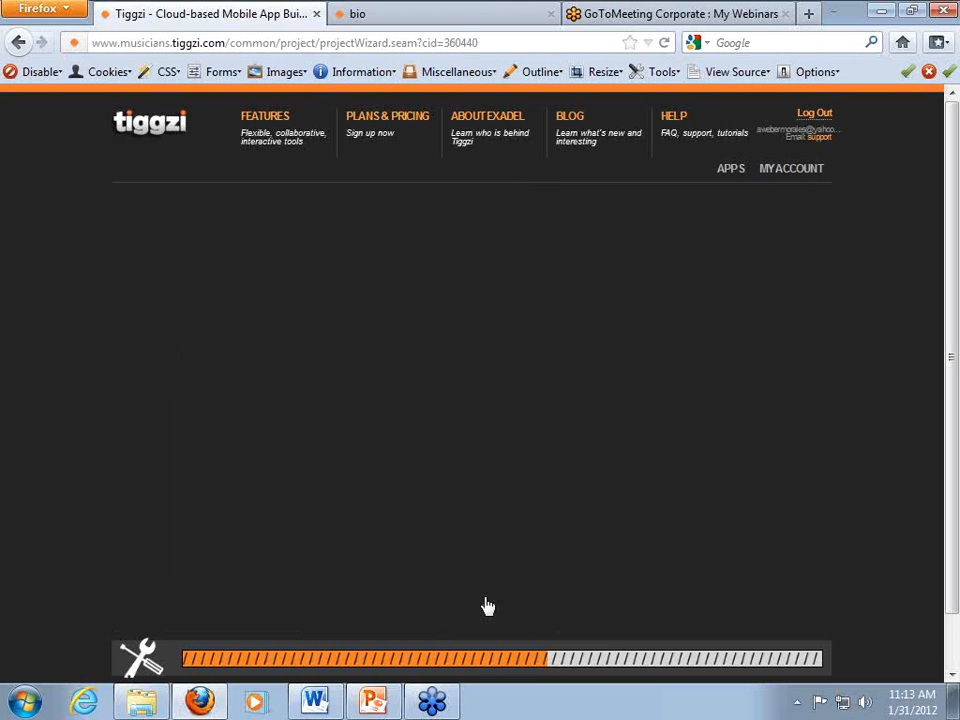 Firefox
Tiggzi - Cloud-based Mobile App Bui...
bio
GoToMeeting Corporate : My Webinars
www.musicians.tiggzi.com/common/project/projectWizard.seam?cid=360440
Google
Disable
Cookies
CSS
Forms
Images
Information
Miscellaneous
Outline
Resize
Tools
View Source
Options
tiggzi
FEATURES
Flexible, collaborative,
interactive tools
PLANS & PRICING
Sign up now
ABOUT EXADEL
Learn who is behind
Tiggzi
BLOG
Learn what's new and
interesting
HELP
FAQ, support, tutorials
Log Out
awebermorales@yahoo...
Email support
APPS
MY ACCOUNT
11:13 AM
1/31/2012